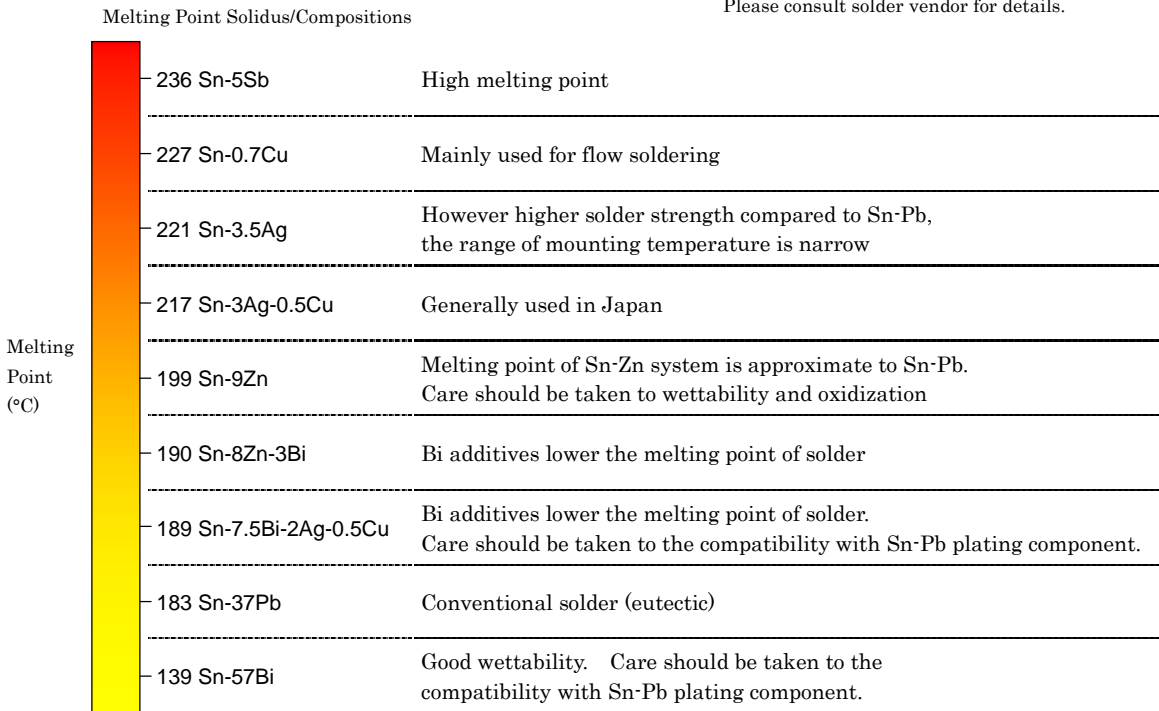 Please consult solder vendor for details.
Melting Point Solidus/Compositions
236 Sn-5Sb
High melting point
227 Sn-0.7Cu
Mainly used for flow soldering
221 Sn-3.5Ag
However higher solder strength compared to Sn-Pb,
the range of mounting temperature is narrow
217 Sn-3Ag-0.5Cu
Generally used in Japan
Melting
Point
(°C)
199 Sn-9Zn
Melting point of Sn-Zn system is approximate to Sn-Pb.
Care should be taken to wettability and oxidization
190 Sn-8Zn-3Bi
Bi additives lower the melting point of solder
189 Sn-7.5Bi-2Ag-0.5Cu
Bi additives lower the melting point of solder.
Care should be taken to the compatibility with Sn-Pb plating component.
183 Sn-37Pb
Conventional solder (eutectic)
139 Sn-57Bi
Good wettability. Care should be taken to the
compatibility with Sn-Pb plating component.